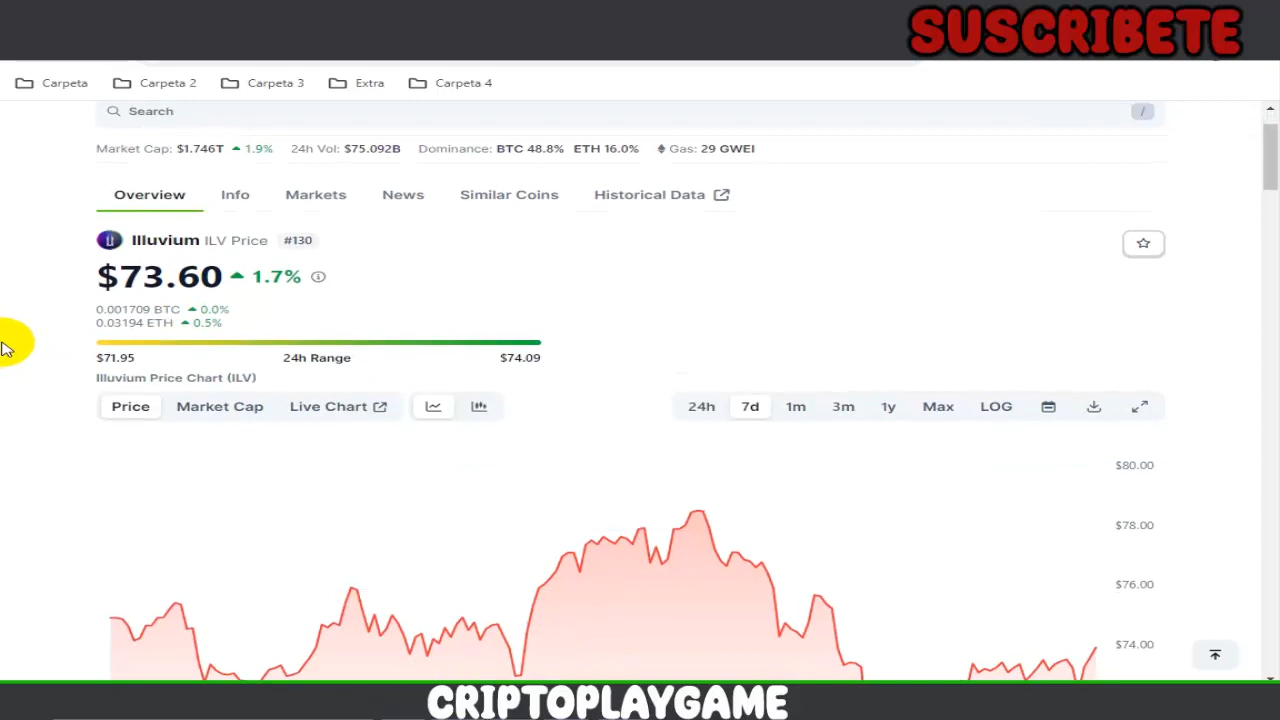 SUSCRIBETE
Carpeta Carpeta 2 Carpeta 3 Extra Carpeta 4
Search /
Market Cap: $1.746T 1.9% 24h Vol: $75.092B Dominance: BTC 48.8% ETH 16.0% Gas: 29 GWEI
Overview Info Markets News Similar Coins Historical Data
Illuvium ILV Price #130
$73.60 1.7%
0.001709 BTC 0.0%
0.03194 ETH 0.5%
$71.95 24h Range $74.09
Illuvium Price Chart (ILV)
Price Market Cap Live Chart 24h 7d 1m 3m 1y Max LOG
$80.00
$78.00
$76.00
$74.00
CRIPTOPLAYGAME